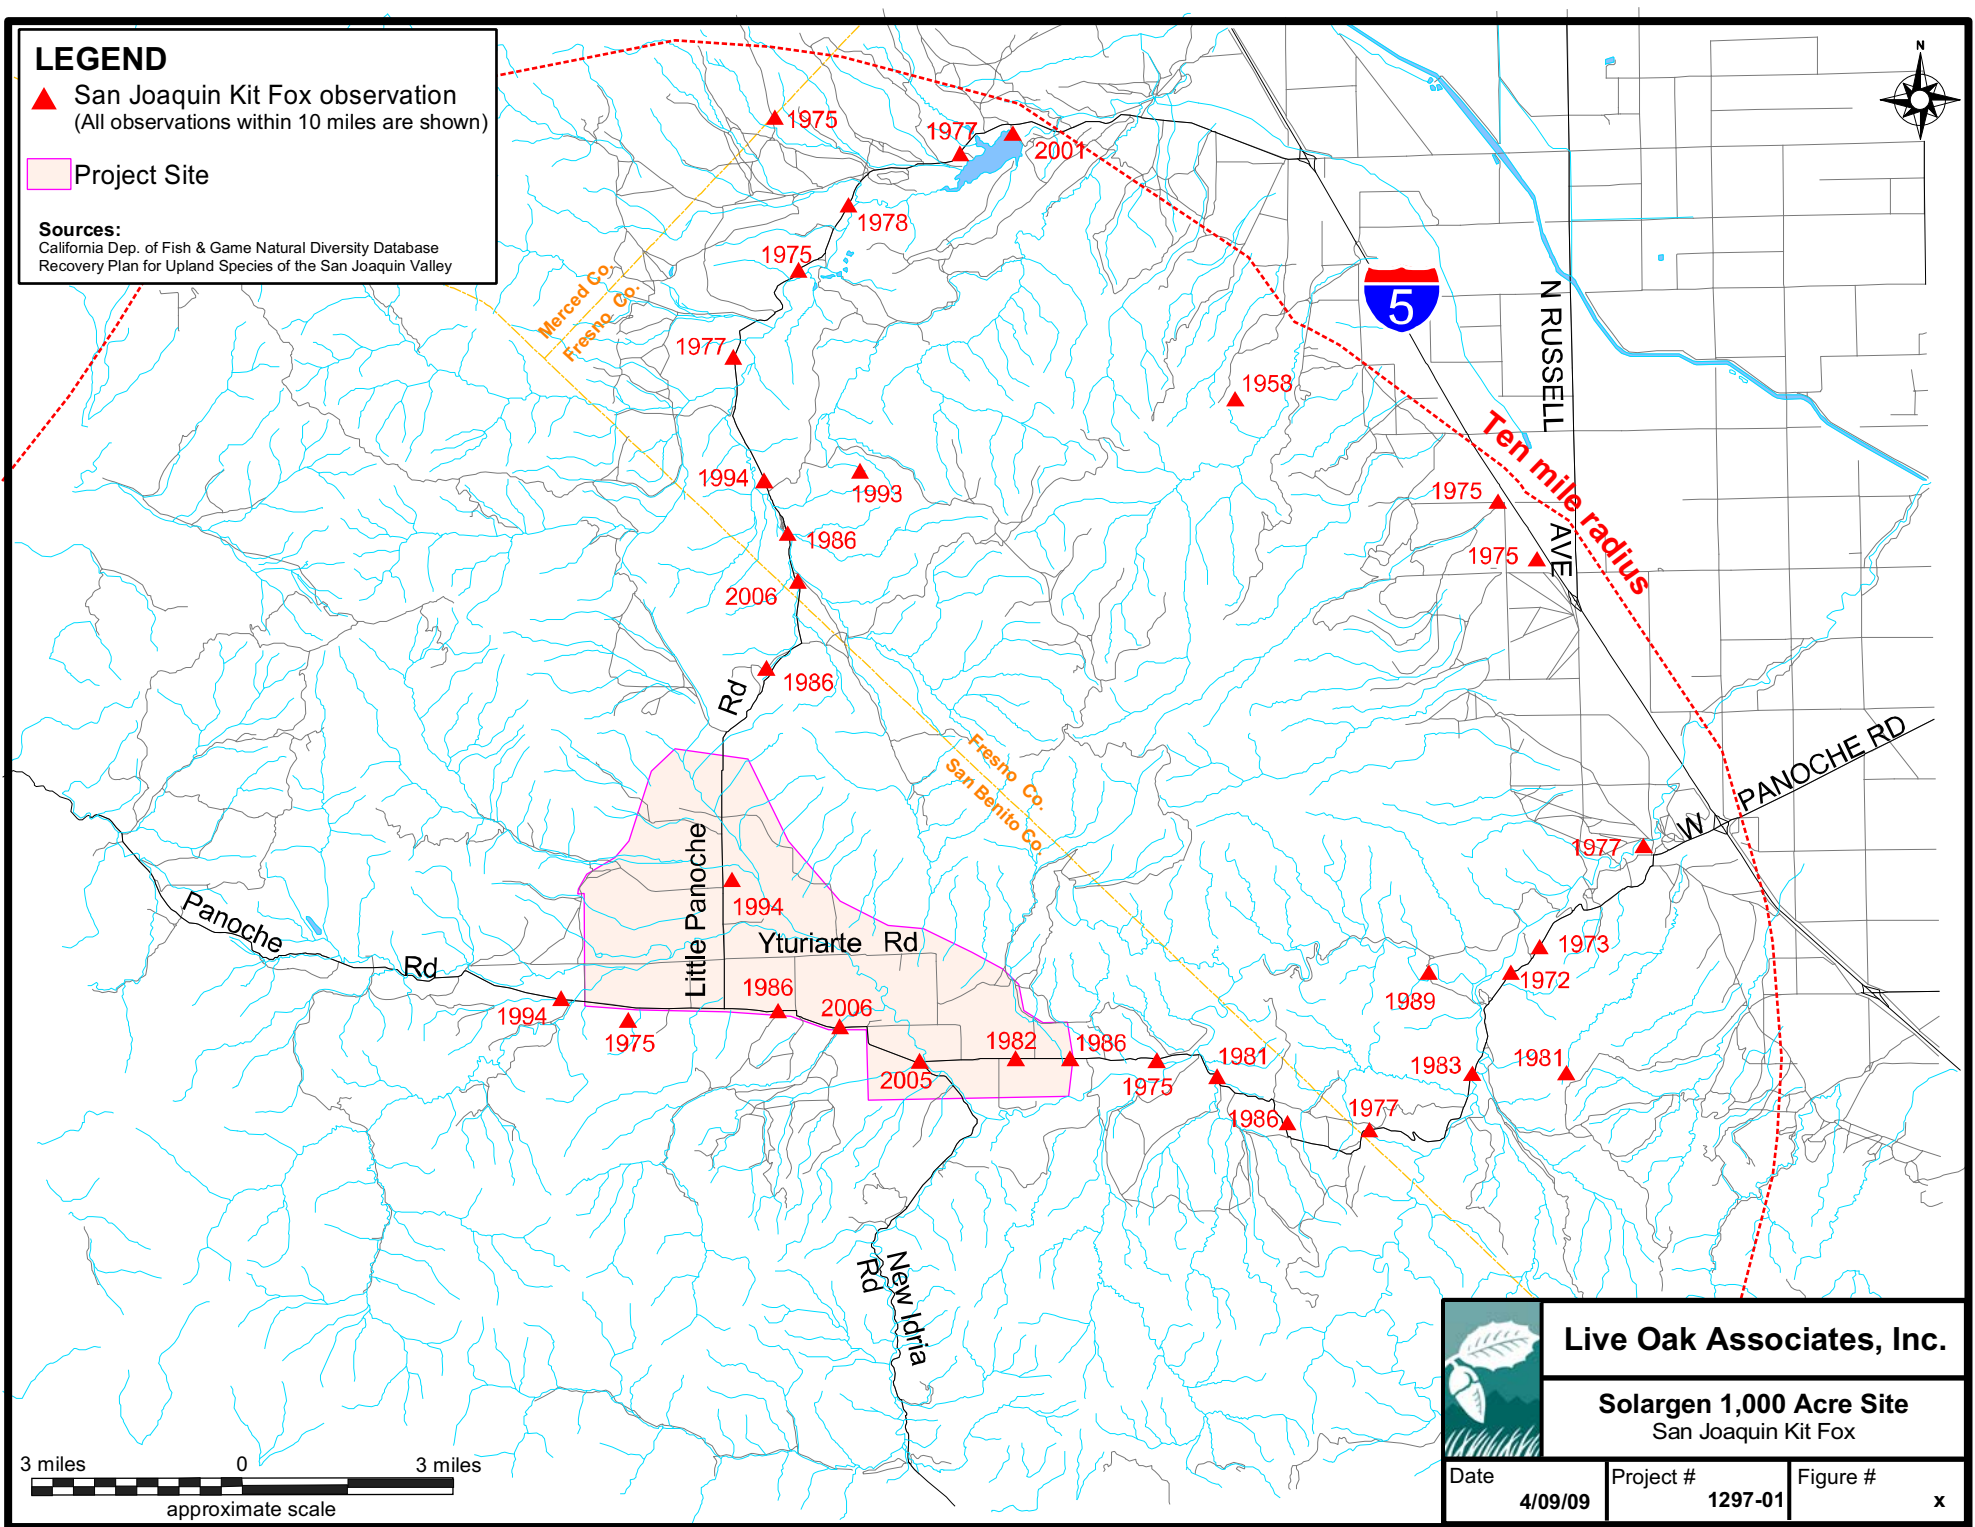 LEGEND
San Joaquin Kit Fox observation
(All observations within 10 miles are shown)
Project Site
Sources:
California Dep. of Fish & Game Natural Diversity Database
Recovery Plan for Upland Species of the San Joaquin Valley
N
1975
1977
2001
1978
1975
Merced Co.
Fresno Co.
5
N RUSSELL
AVE
1977
1958
Ten mile radius
1994
1993
1975
1986
1975
2006
1986
Rd
Fresno Co.
San Benito Co.
W PANOCHE RD
1977
Little Panoche
1994
Panoche
Rd
Yturiarte Rd
1973
1972
1989
1994
1975
1986
2006
2005
1982
1986
1975
1981
1983
1981
1986
1977
New Idria
Rd
3 miles 0 3 miles
approximate scale
Live Oak Associates, Inc.
Solargen 1,000 Acre Site
San Joaquin Kit Fox
Date
4/09/09
Project #
1297-01
Figure #
x